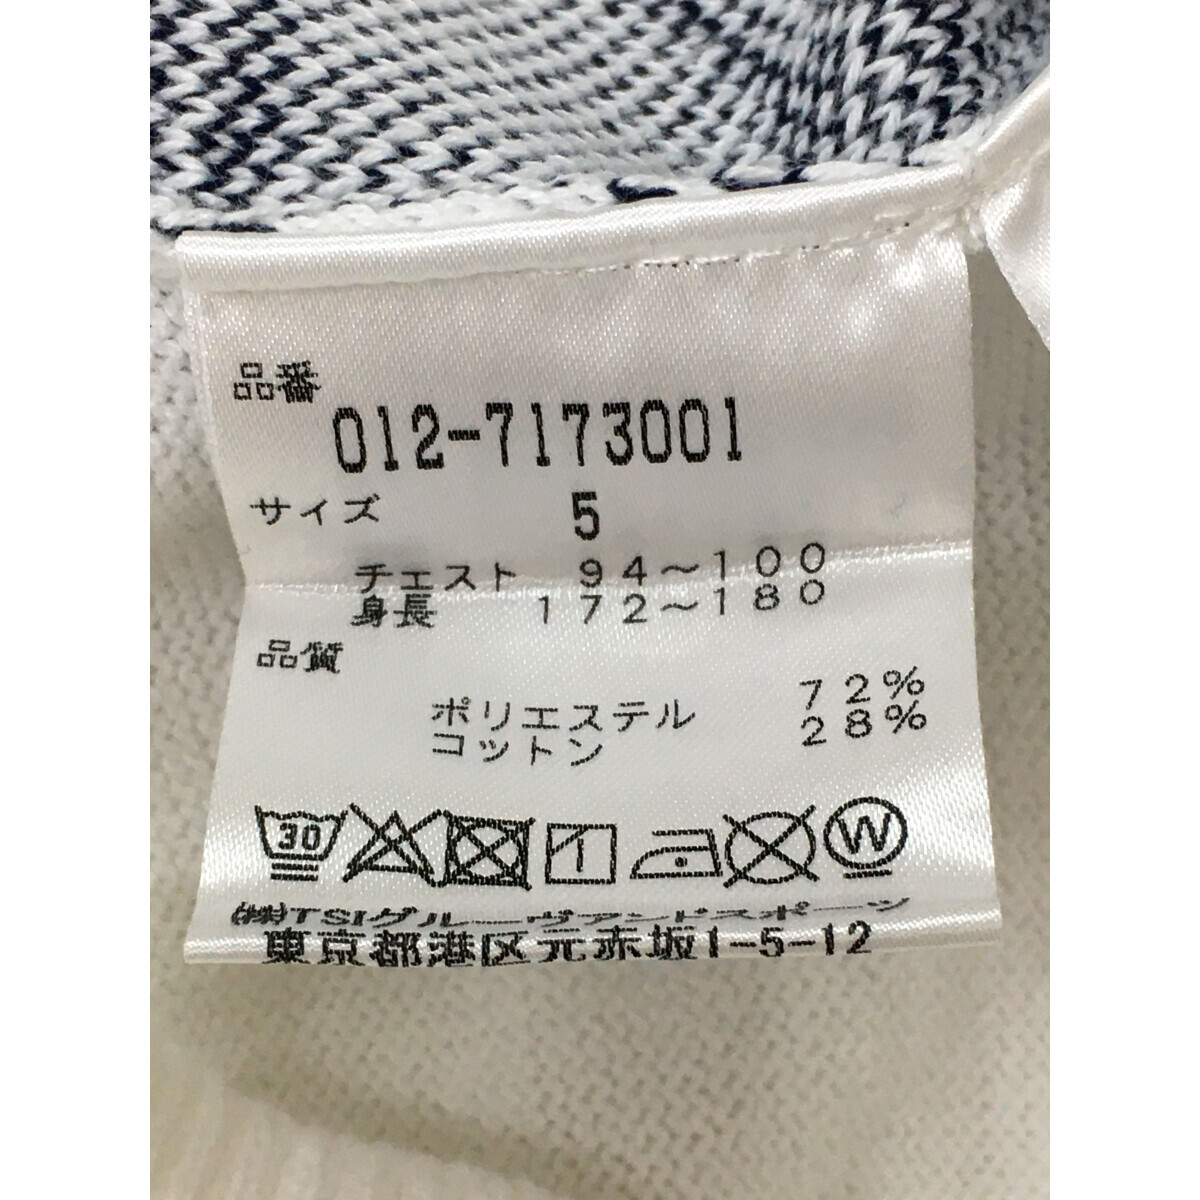 品番
012-7173001
サイズ 5
チェスト 94～100
身長 172～180
品質
ポリエステル 72%
コットン 28%
30 W
(株)TSIグルーヴアンドスポーツ
東京都港区元赤坂1-5-12